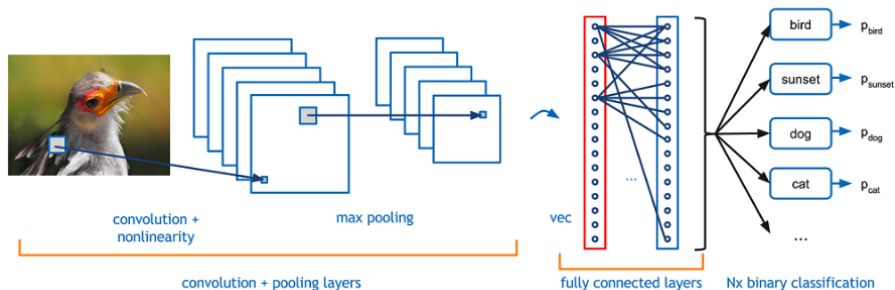 bird
p_bird
sunset
p_sunset
dog
p_dog
cat
p_cat
...
...
convolution +
nonlinearity
max pooling
vec
convolution + pooling layers
fully connected layers
Nx binary classification